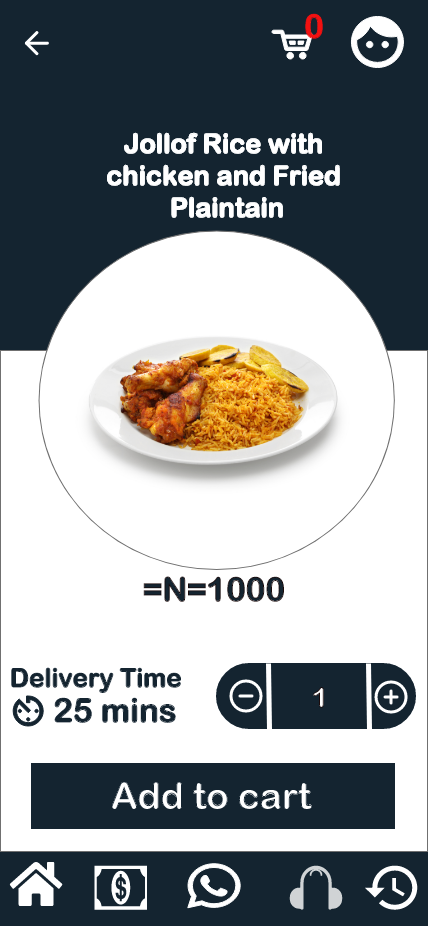 0
Jollof Rice with
chicken and Fried
Plaintain
=N=1000
Delivery Time
25 mins
1
Add to cart
$